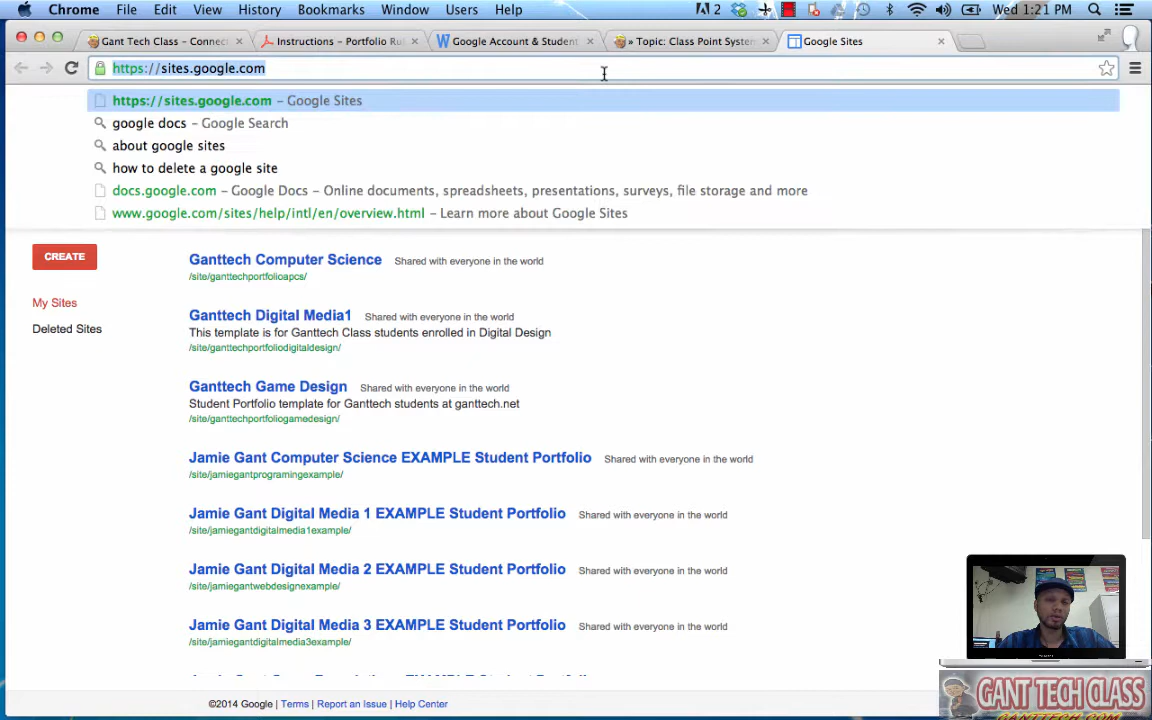 Chrome File Edit View History Bookmarks Window Users Help 2 Wed 1:21 PM
Gant Tech Class – Connec
Instructions – Portfolio Ru
Google Account & Student
» Topic: Class Point System
Google Sites
https://sites.google.com
https://sites.google.com – Google Sites
google docs – Google Search
about google sites
how to delete a google site
docs.google.com – Google Docs – Online documents, spreadsheets, presentations, surveys, file storage and more
www.google.com/sites/help/intl/en/overview.html – Learn more about Google Sites
CREATE
My Sites
Deleted Sites
Ganttech Computer Science Shared with everyone in the world
/site/ganttechportfolioapcs/
Ganttech Digital Media1 Shared with everyone in the world
This template is for Ganttech Class students enrolled in Digital Design
/site/ganttechportfoliodigitaldesign/
Ganttech Game Design Shared with everyone in the world
Student Portfolio template for Ganttech students at ganttech.net
/site/ganttechportfoliogamedesign/
Jamie Gant Computer Science EXAMPLE Student Portfolio Shared with everyone in the world
/site/jamiegantprogramingexample/
Jamie Gant Digital Media 1 EXAMPLE Student Portfolio Shared with everyone in the world
/site/jamiegantdigitalmedia1example/
Jamie Gant Digital Media 2 EXAMPLE Student Portfolio Shared with everyone in the world
/site/jamiegantwebdesignexample/
Jamie Gant Digital Media 3 EXAMPLE Student Portfolio Shared with everyone in the world
/site/jamiegantdigitalmedia3example/
©2014 Google Terms Report an Issue Help Center
GANT TECH CLASS